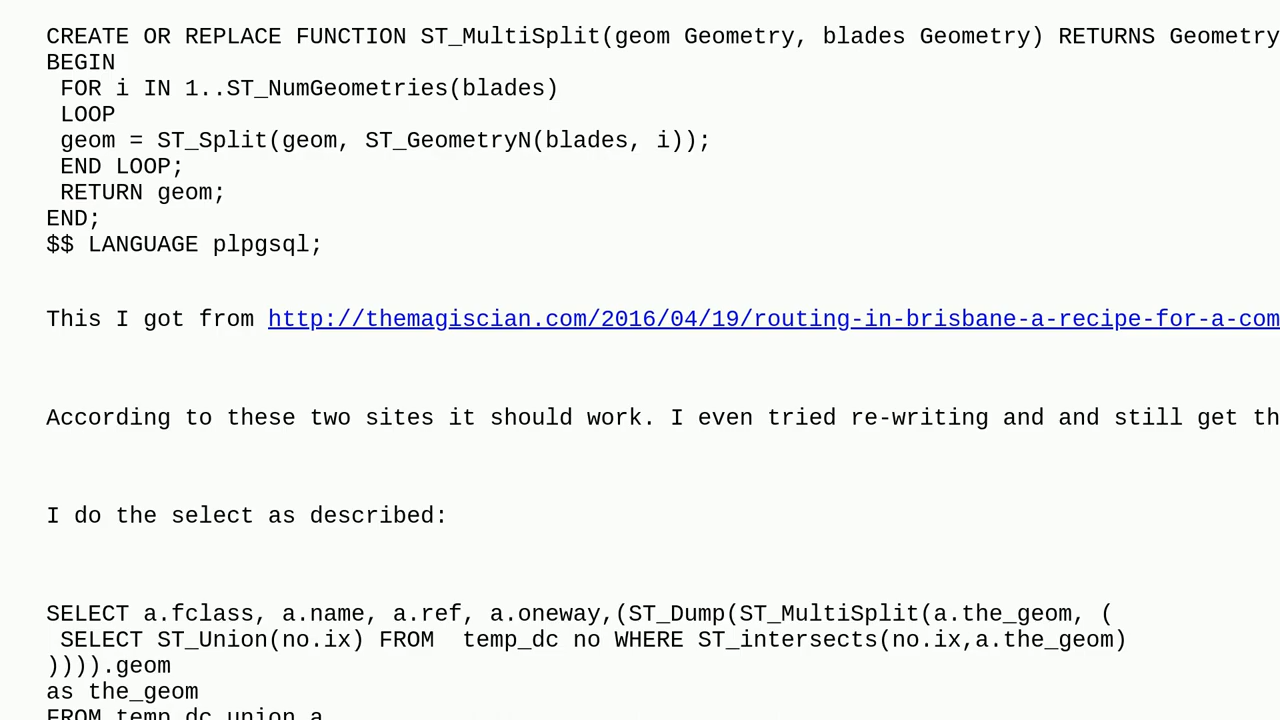 CREATE OR REPLACE FUNCTION ST_MultiSplit(geom Geometry, blades Geometry) RETURNS Geometry
BEGIN
 FOR i IN 1..ST_NumGeometries(blades)
 LOOP
 geom = ST_Split(geom, ST_GeometryN(blades, i));
 END LOOP;
 RETURN geom;
END;
$$ LANGUAGE plpgsql;
This I got from http://themagiscian.com/2016/04/19/routing-in-brisbane-a-recipe-for-a-com
According to these two sites it should work. I even tried re-writing and and still get th
I do the select as described:
SELECT a.fclass, a.name, a.ref, a.oneway,(ST_Dump(ST_MultiSplit(a.the_geom, (
 SELECT ST_Union(no.ix) FROM  temp_dc no WHERE ST_intersects(no.ix,a.the_geom)
)))).geom
as the_geom
FROM temp_dc_union a